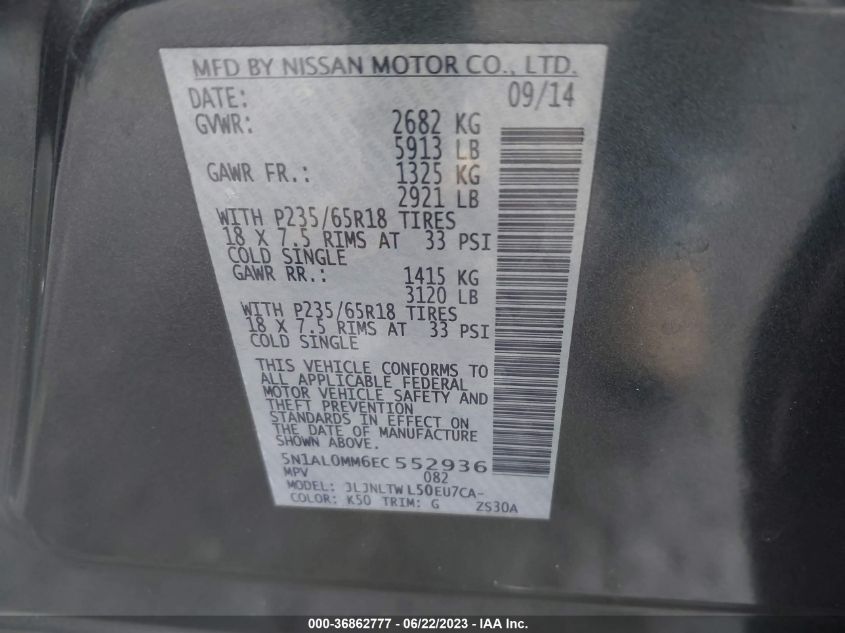 MFD BY NISSAN MOTOR CO., LTD.
DATE: 09/14
GVWR: 2682 KG
5913 LB
GAWR FR.: 1325 KG
2921 LB
WITH P235/65R18 TIRES
18 X 7.5 RIMS AT 33 PSI
COLD SINGLE
GAWR RR.: 1415 KG
3120 LB
WITH P235/65R18 TIRES
18 X 7.5 RIMS AT 33 PSI
COLD SINGLE
THIS VEHICLE CONFORMS TO
ALL APPLICABLE FEDERAL
MOTOR VEHICLE SAFETY AND
THEFT PREVENTION
STANDARDS IN EFFECT ON
THE DATE OF MANUFACTURE
SHOWN ABOVE.
5N1AL0MM6EC552936
MPV 082
MODEL: JLJNLTWL50EU7CA-
COLOR: K50 TRIM: G ZS30A
000-36862777 - 06/22/2023 - IAA Inc.